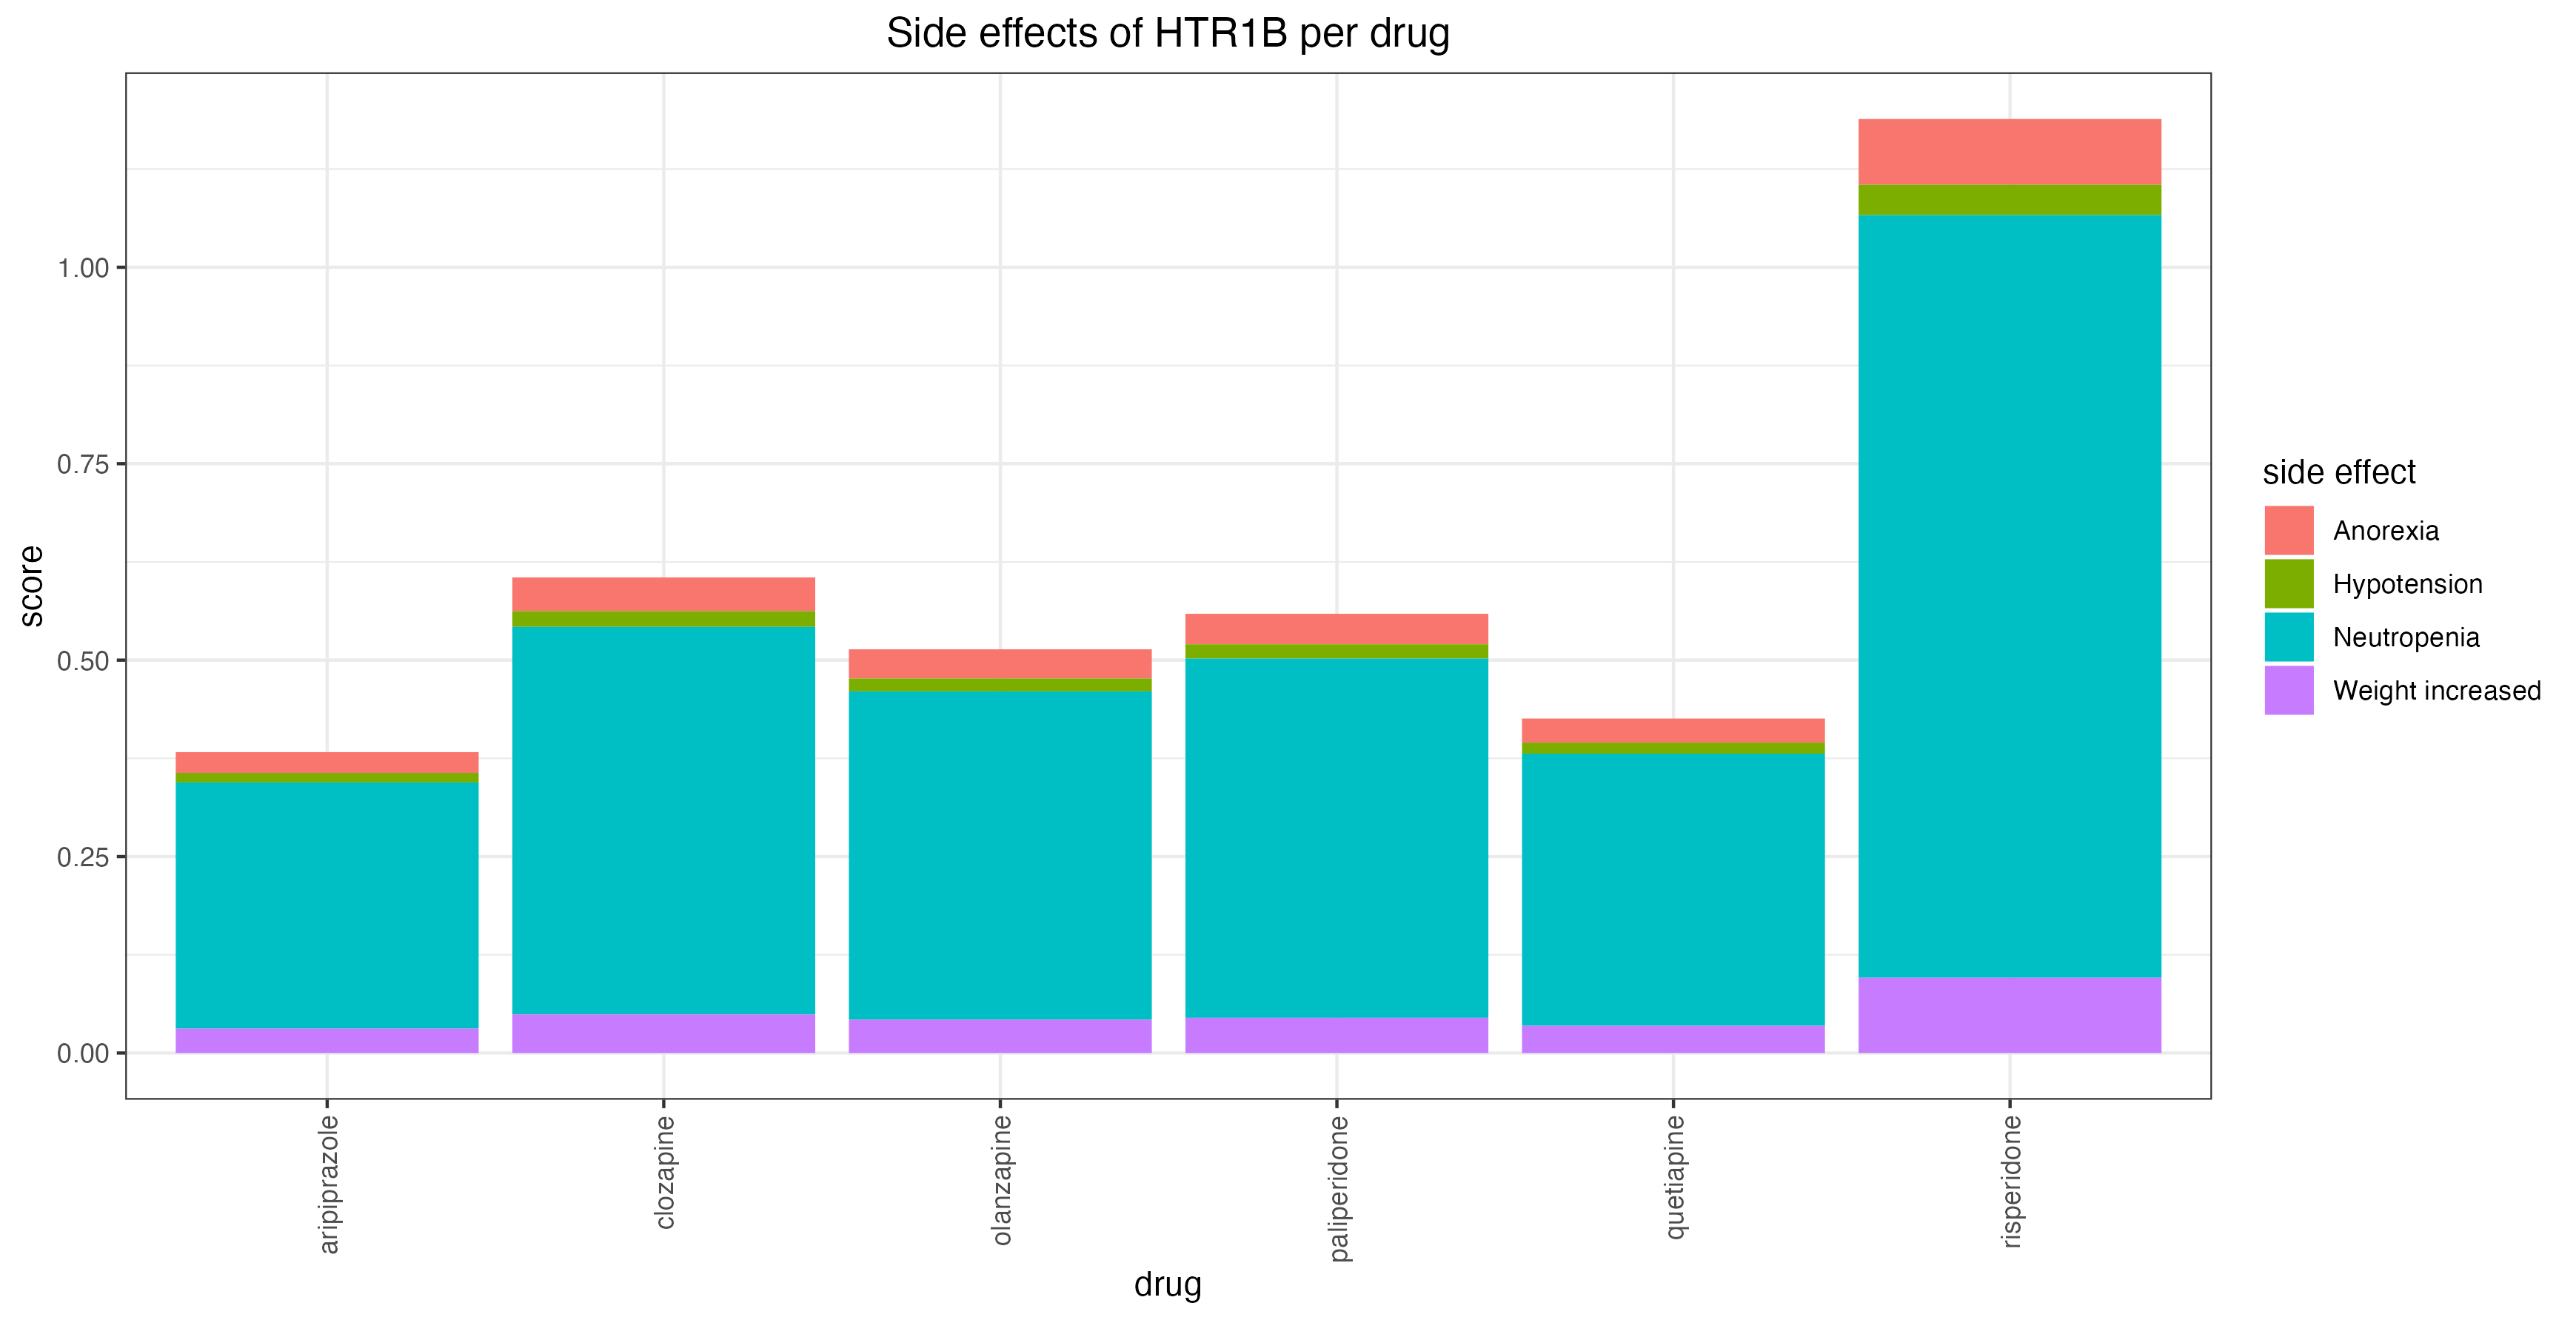 Side effects of HTR1B per drug
score
1.00
0.75
0.50
0.25
0.00
aripiprazole
clozapine
olanzapine
paliperidone
quetiapine
risperidone
drug
side effect
Anorexia
Hypotension
Neutropenia
Weight increased